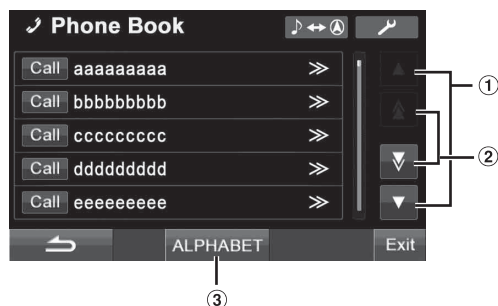 Phone Book
Call aaaaaaaaa
Call bbbbbbbbb
Call ccccccccc
Call ddddddddd
Call eeeeeeeee
ALPHABET Exit
①
②
③